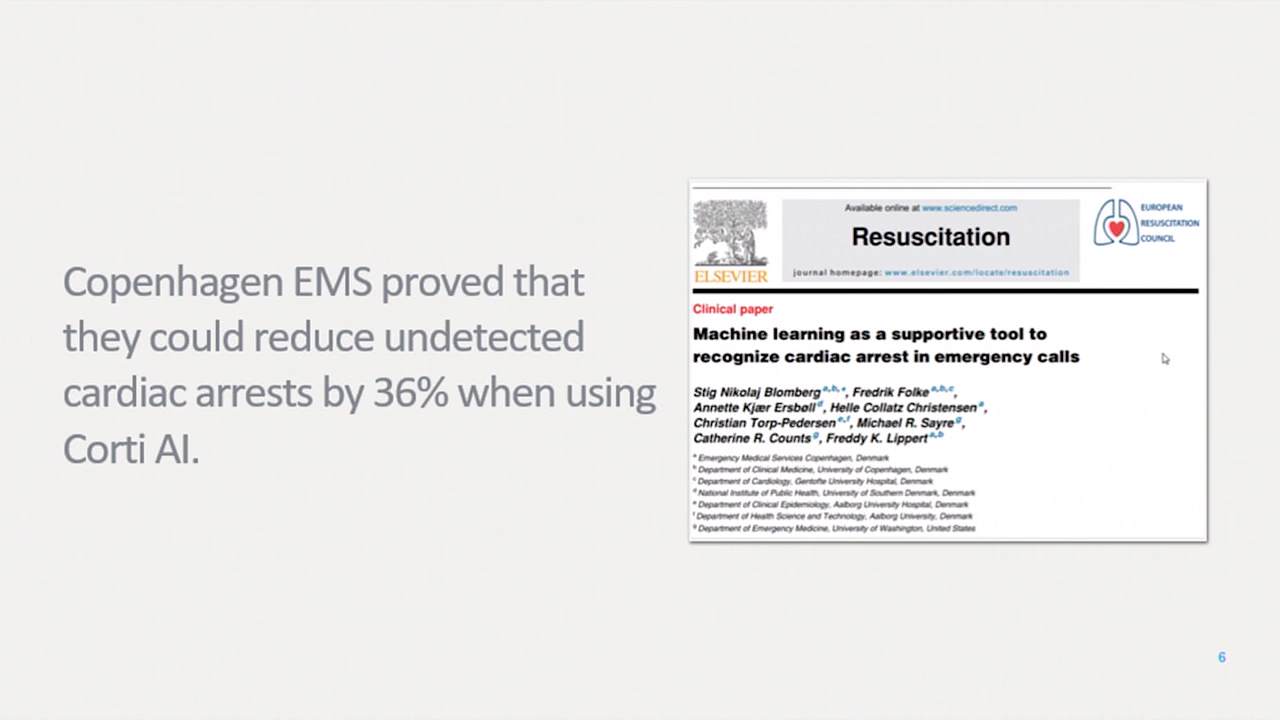 Copenhagen EMS proved that
they could reduce undetected
cardiac arrests by 36% when using
Corti AI.
Available online at www.sciencedirect.com
Resuscitation
journal homepage: www.elsevier.com/locate/resuscitation
ELSEVIER
EUROPEAN
RESUSCITATION
COUNCIL
Clinical paper
Machine learning as a supportive tool to
recognize cardiac arrest in emergency calls
Stig Nikolaj Blomberg a,b,*, Fredrik Folke a,b,c,
Annette Kjær Ersbøll d, Helle Collatz Christensen a,
Christian Torp-Pedersen e,f, Michael R. Sayre g,
Catherine R. Counts g, Freddy K. Lippert a,b
a Emergency Medical Services Copenhagen, Denmark
b Department of Clinical Medicine, University of Copenhagen, Denmark
c Department of Cardiology, Gentofte University Hospital, Denmark
d National Institute of Public Health, University of Southern Denmark, Denmark
e Department of Clinical Epidemiology, Aalborg University Hospital, Denmark
f Department of Health Science and Technology, Aalborg University, Denmark
g Department of Emergency Medicine, University of Washington, United States
6